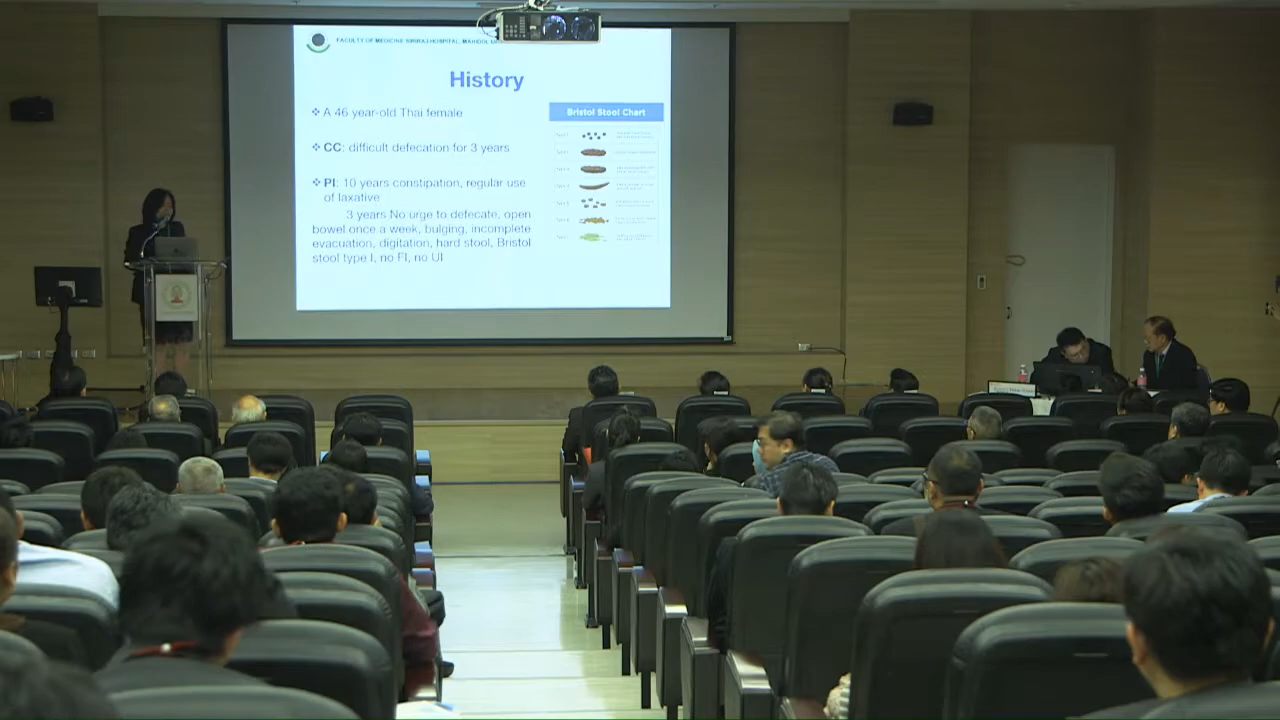 FACULTY OF MEDICINE SIRIRAJ HOSPITAL, MAHIDOL
History
❖ A 46 year-old Thai female
❖ CC: difficult defecation for 3 years
❖ PI: 10 years constipation, regular use
of laxative
3 years No urge to defecate, open
bowel once a week, bulging, incomplete
evacuation, digitation, hard stool, Bristol
stool type I, no FI, no UI
Bristol Stool Chart